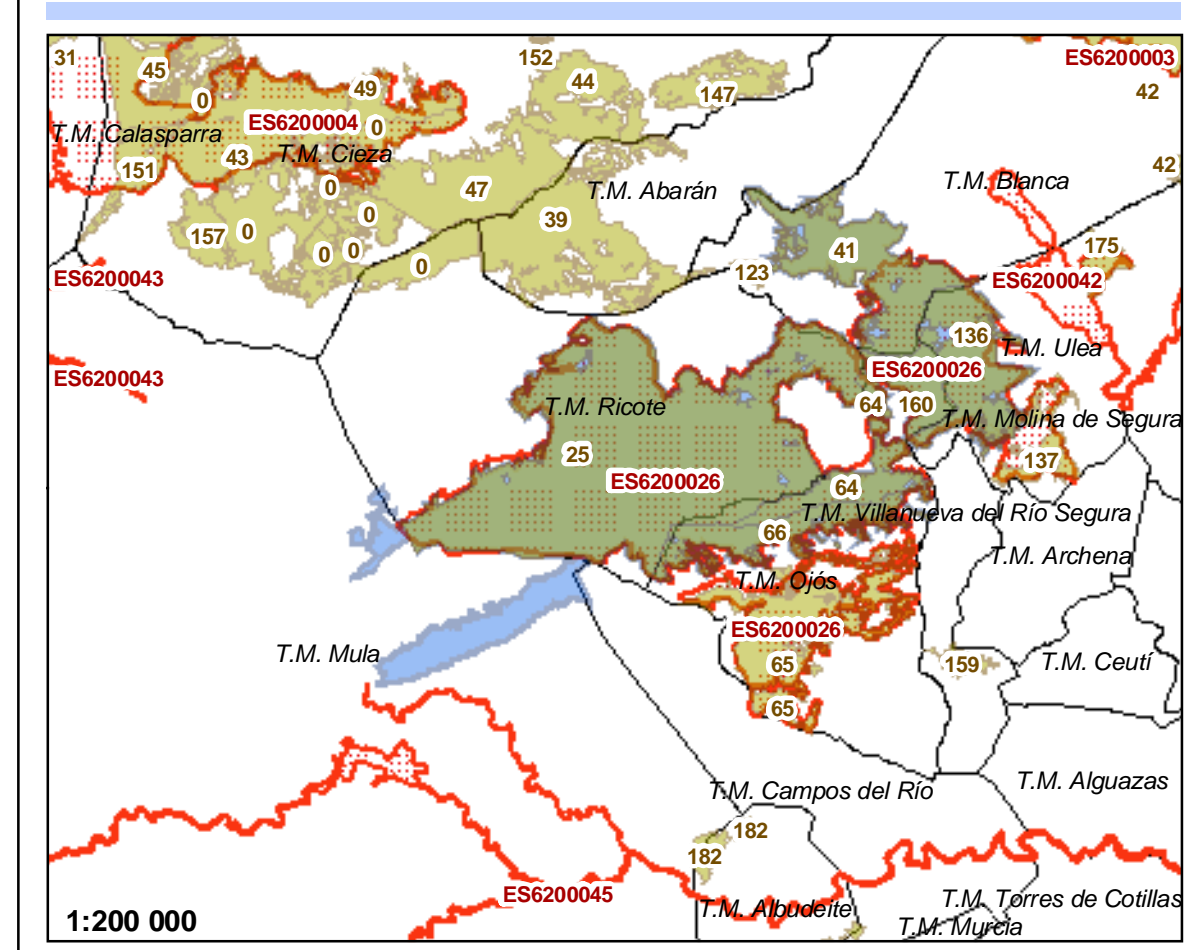 31
152
ES6200003
45
44
49
147
42
0
ES6200004
0
T.M. Calasparra
43
T.M. Cieza
42
151
0
47
T.M. Abarán
T.M. Blanca
157
0
0
39
0
0
0
41
175
123
ES6200043
ES6200042
136
T.M. Ulea
ES6200043
ES6200026
T.M. Ricote
64
160
T.M. Molina de Segura
25
137
ES6200026
64
T.M. Villanueva del Río Segura
66
T.M. Archena
T.M. Ojós
ES6200026
T.M. Mula
65
159
T.M. Ceutí
65
T.M. Campos del Río
T.M. Alguazas
182
182
ES6200045
T.M. Torres de Cotillas
T.M. Albudeite
1:200 000
T.M. Murcia